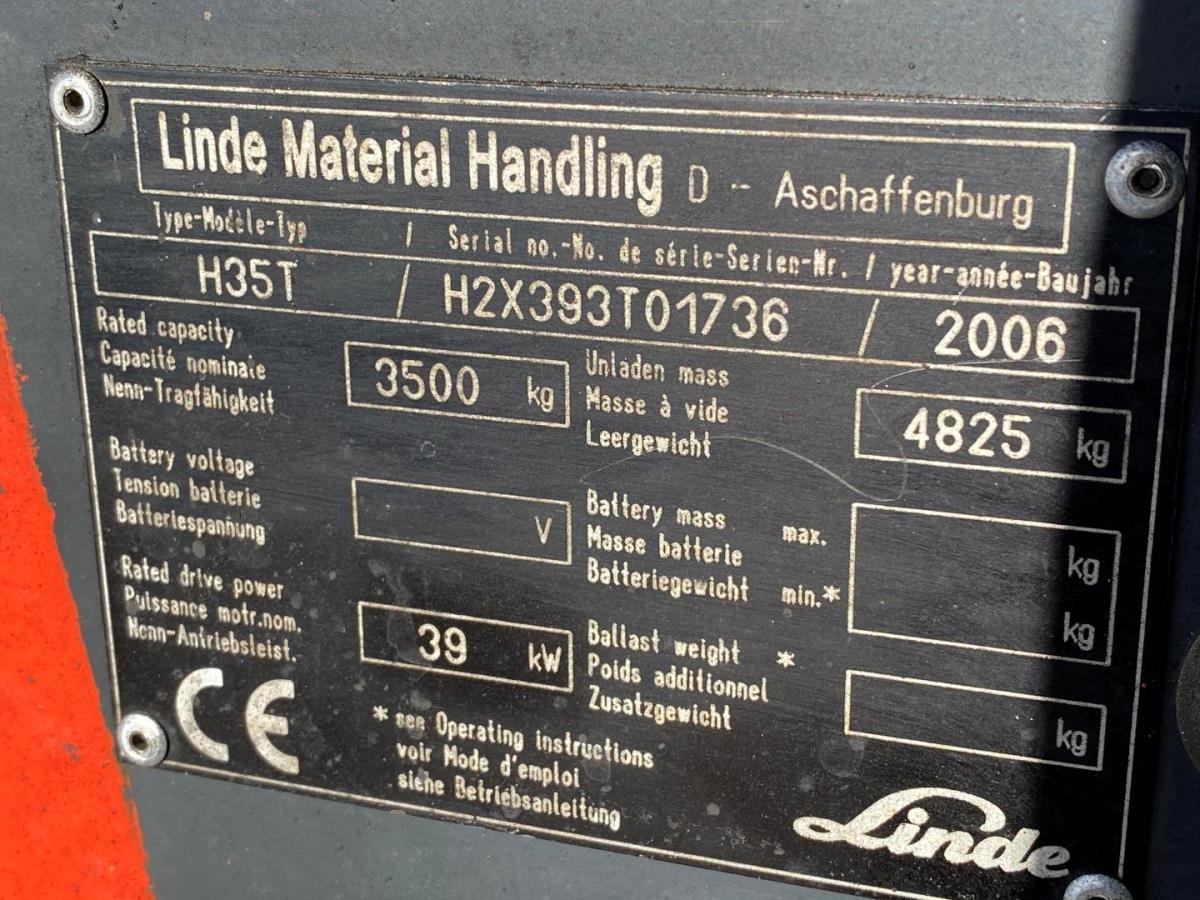 Linde Material Handling D - Aschaffenburg
Type-Modèle-Typ / Serial no.-No. de série-Serien-Nr. / year-année-Baujahr
H35T / H2X393T01736 / 2006
Rated capacity
Capacité nominale
Nenn-Tragfähigkeit
3500 kg
Unladen mass
Masse à vide
Leergewicht
4825 kg
Battery voltage
Tension batterie
Batteriespannung
V
Battery mass max.
Masse batterie
Batteriegewicht min.*
kg
kg
Rated drive power
Puissance motr.nom.
Nenn-Antriebsleist.
39 kW
Ballast weight *
Poids additionnel
Zusatzgewicht
kg
CE
* see Operating instructions
voir Mode d'emploi
siehe Betriebsanleitung
Linde